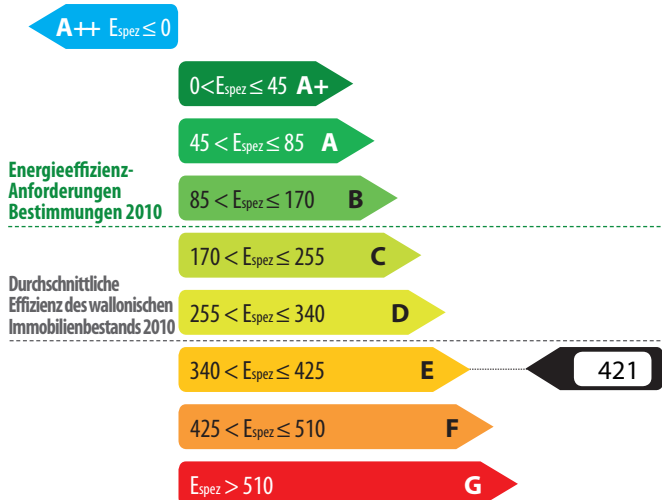 A++ Espez ≤ 0
0 < Espez ≤ 45 A+
45 < Espez ≤ 85 A
Energieeffizienz-
Anforderungen
Bestimmungen 2010
85 < Espez ≤ 170 B
170 < Espez ≤ 255 C
Durchschnittliche
Effizienz des wallonischen
Immobilienbestands 2010
255 < Espez ≤ 340 D
340 < Espez ≤ 425 E
421
425 < Espez ≤ 510 F
Espez > 510 G